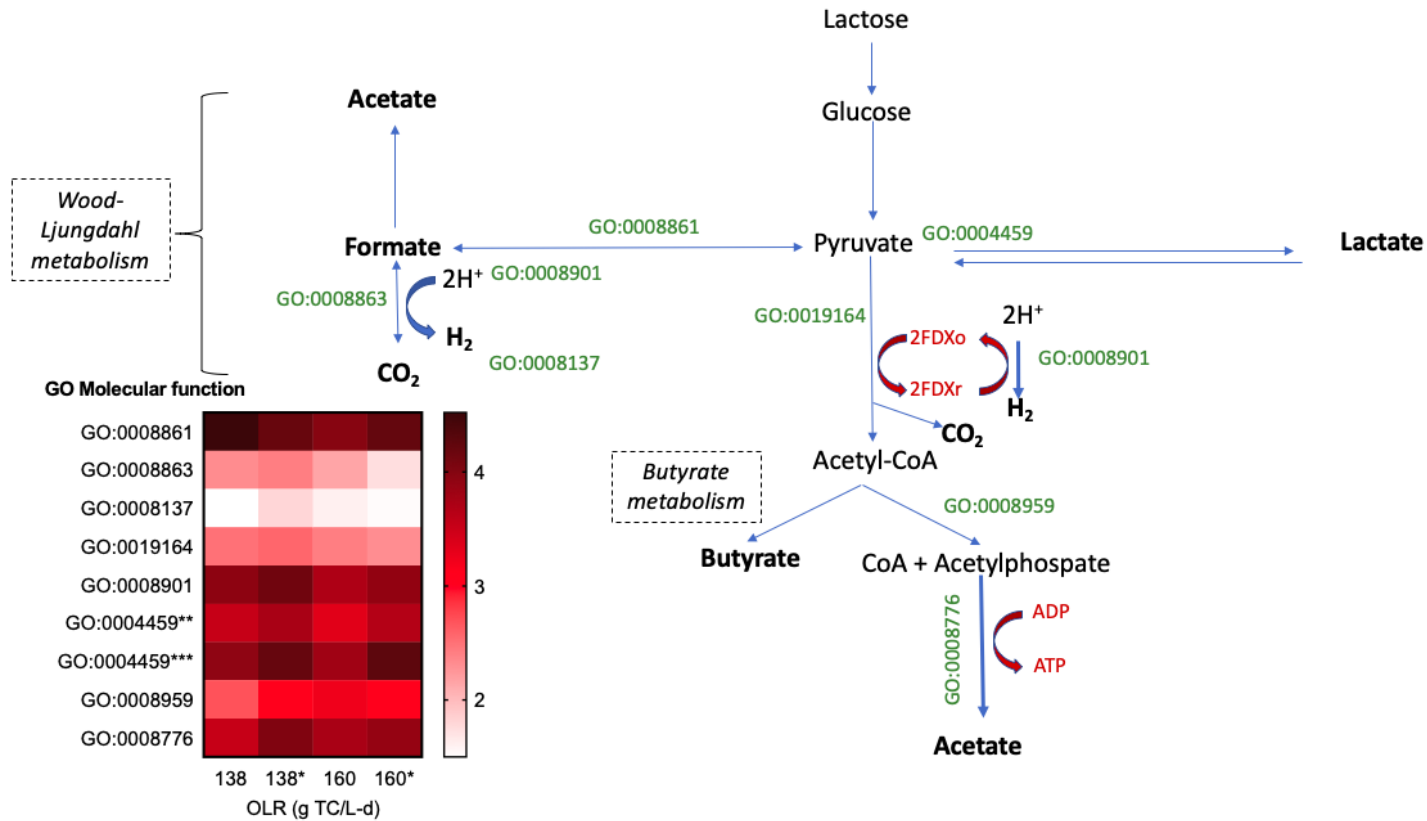 Lactose
Acetate
Glucose
Wood-
Ljungdahl
metabolism
GO:0008861
GO:0004459
Formate
Pyruvate
Lactate
2H⁺
GO:0008901
GO:0008863
GO:0019164
2H⁺
H₂
2FDXo
GO:0008137
GO:0008901
CO₂
2FDXr
H₂
CO₂
GO Molecular function
Acetyl-CoA
Butyrate
metabolism
GO:0008959
Butyrate
CoA + Acetylphospate
GO:0008776
ADP
ATP
Acetate
GO:0008861
GO:0008863
GO:0008137
GO:0019164
GO:0008901
GO:0004459**
GO:0004459***
GO:0008959
GO:0008776
4
3
2
138 138* 160 160*
OLR (g TC/L-d)